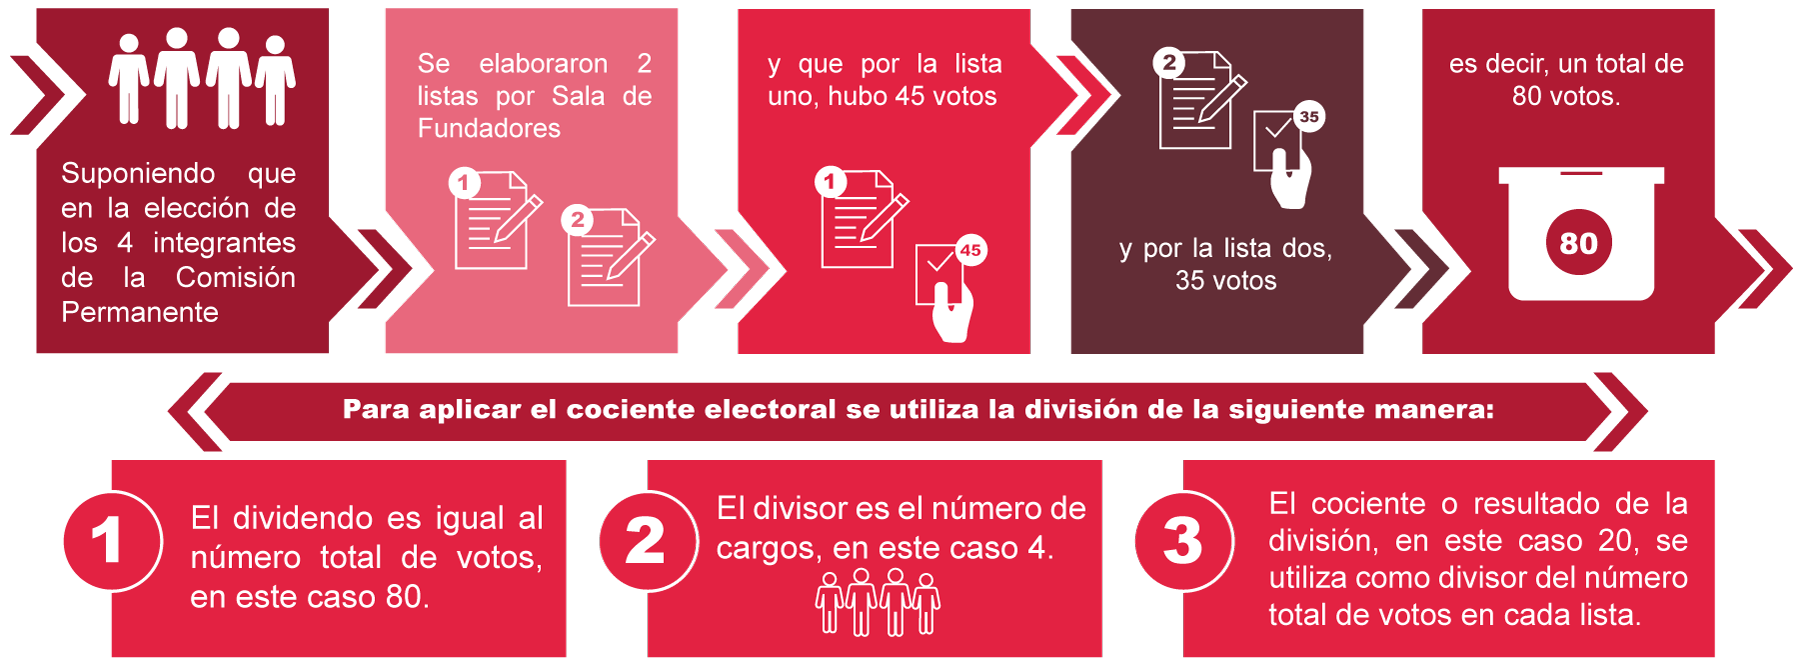 Suponiendo que
en la elección de
los 4 integrantes
de la Comisión
Permanente
Se elaboraron 2
listas por Sala de
Fundadores
1
2
y que por la lista
uno, hubo 45 votos
1
45
2
35
y por la lista dos,
35 votos
es decir, un total de
80 votos.
80
Para aplicar el cociente electoral se utiliza la división de la siguiente manera:
1
El dividendo es igual al
número total de votos,
en este caso 80.
2
El divisor es el número de
cargos, en este caso 4.
3
El cociente o resultado de la
división, en este caso 20, se
utiliza como divisor del número
total de votos en cada lista.